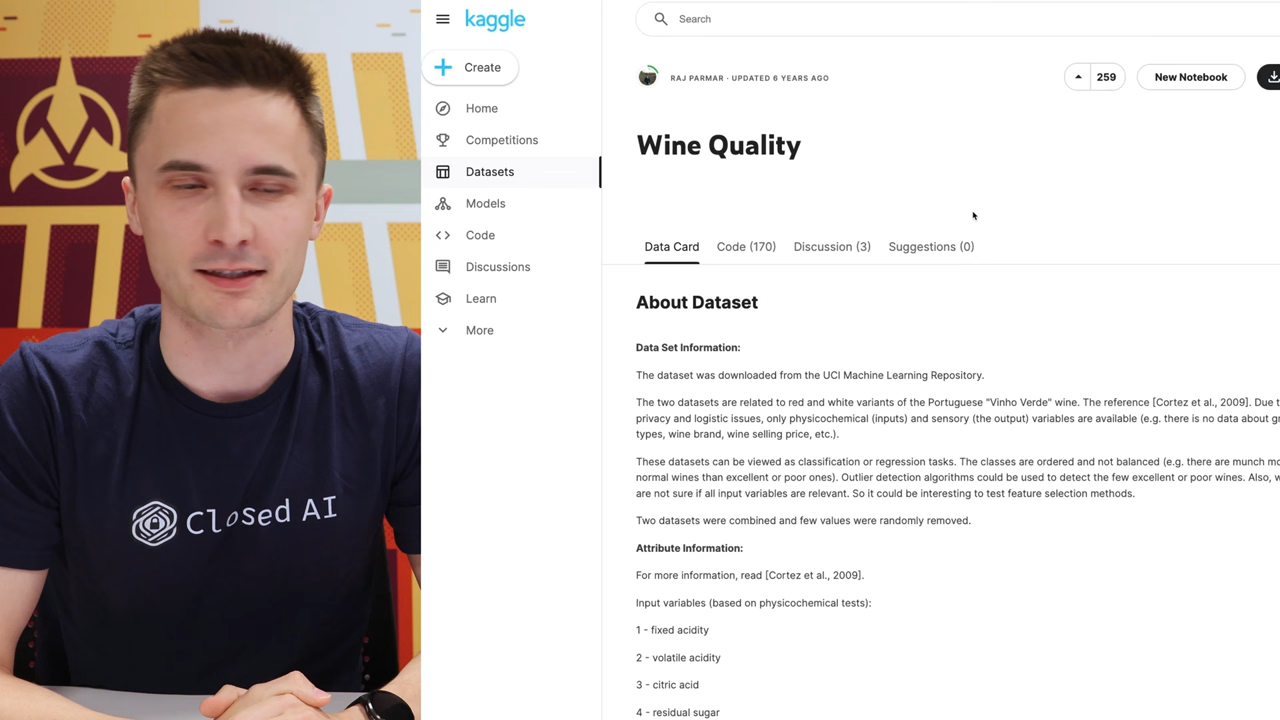 Closed AI
kaggle
Create
Home
Competitions
Datasets
Models
Code
Discussions
Learn
More
Search
RAJ PARMAR · UPDATED 6 YEARS AGO
259
New Notebook
Wine Quality
Data Card
Code (170)
Discussion (3)
Suggestions (0)
About Dataset
Data Set Information:
The dataset was downloaded from the UCI Machine Learning Repository.
The two datasets are related to red and white variants of the Portuguese "Vinho Verde" wine. The reference [Cortez et al., 2009]. Due t
privacy and logistic issues, only physicochemical (inputs) and sensory (the output) variables are available (e.g. there is no data about gr
types, wine brand, wine selling price, etc.).
These datasets can be viewed as classification or regression tasks. The classes are ordered and not balanced (e.g. there are munch mo
normal wines than excellent or poor ones). Outlier detection algorithms could be used to detect the few excellent or poor wines. Also, w
are not sure if all input variables are relevant. So it could be interesting to test feature selection methods.
Two datasets were combined and few values were randomly removed.
Attribute Information:
For more information, read [Cortez et al., 2009].
Input variables (based on physicochemical tests):
1 - fixed acidity
2 - volatile acidity
3 - citric acid
4 - residual sugar